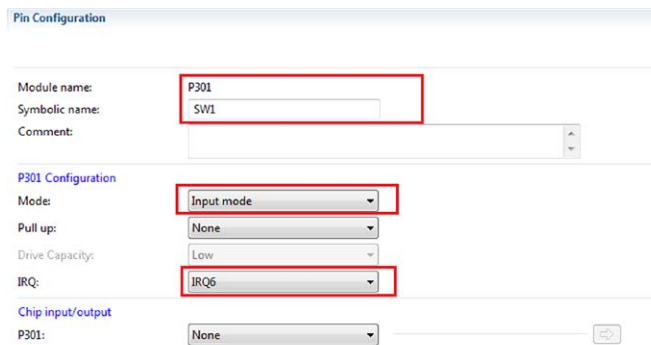 Pin Configuration
Module name: P301
Symbolic name: SW1
Comment:
P301 Configuration
Mode: Input mode
Pull up: None
Drive Capacity: Low
IRQ: IRQ6
Chip input/output
P301: None